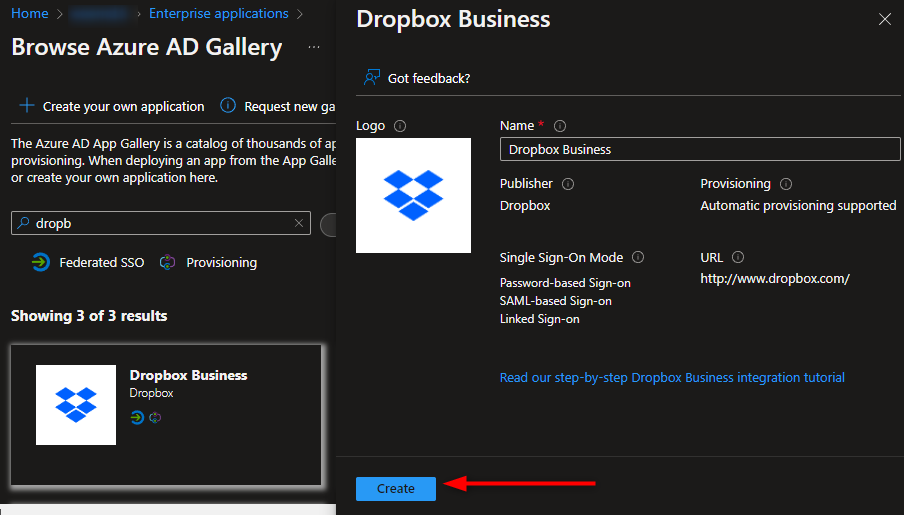 Home > > Enterprise applications >
Browse Azure AD Gallery ...
+ Create your own application Request new ga
The Azure AD App Gallery is a catalog of thousands of ap
provisioning. When deploying an app from the App Galle
or create your own application here.
dropb
Federated SSO Provisioning
Showing 3 of 3 results
Dropbox Business
Dropbox
Dropbox Business
Got feedback?
Logo
Name *
Dropbox Business
Publisher
Dropbox
Provisioning
Automatic provisioning supported
Single Sign-On Mode
Password-based Sign-on
SAML-based Sign-on
Linked Sign-on
URL
http://www.dropbox.com/
Read our step-by-step Dropbox Business integration tutorial
Create